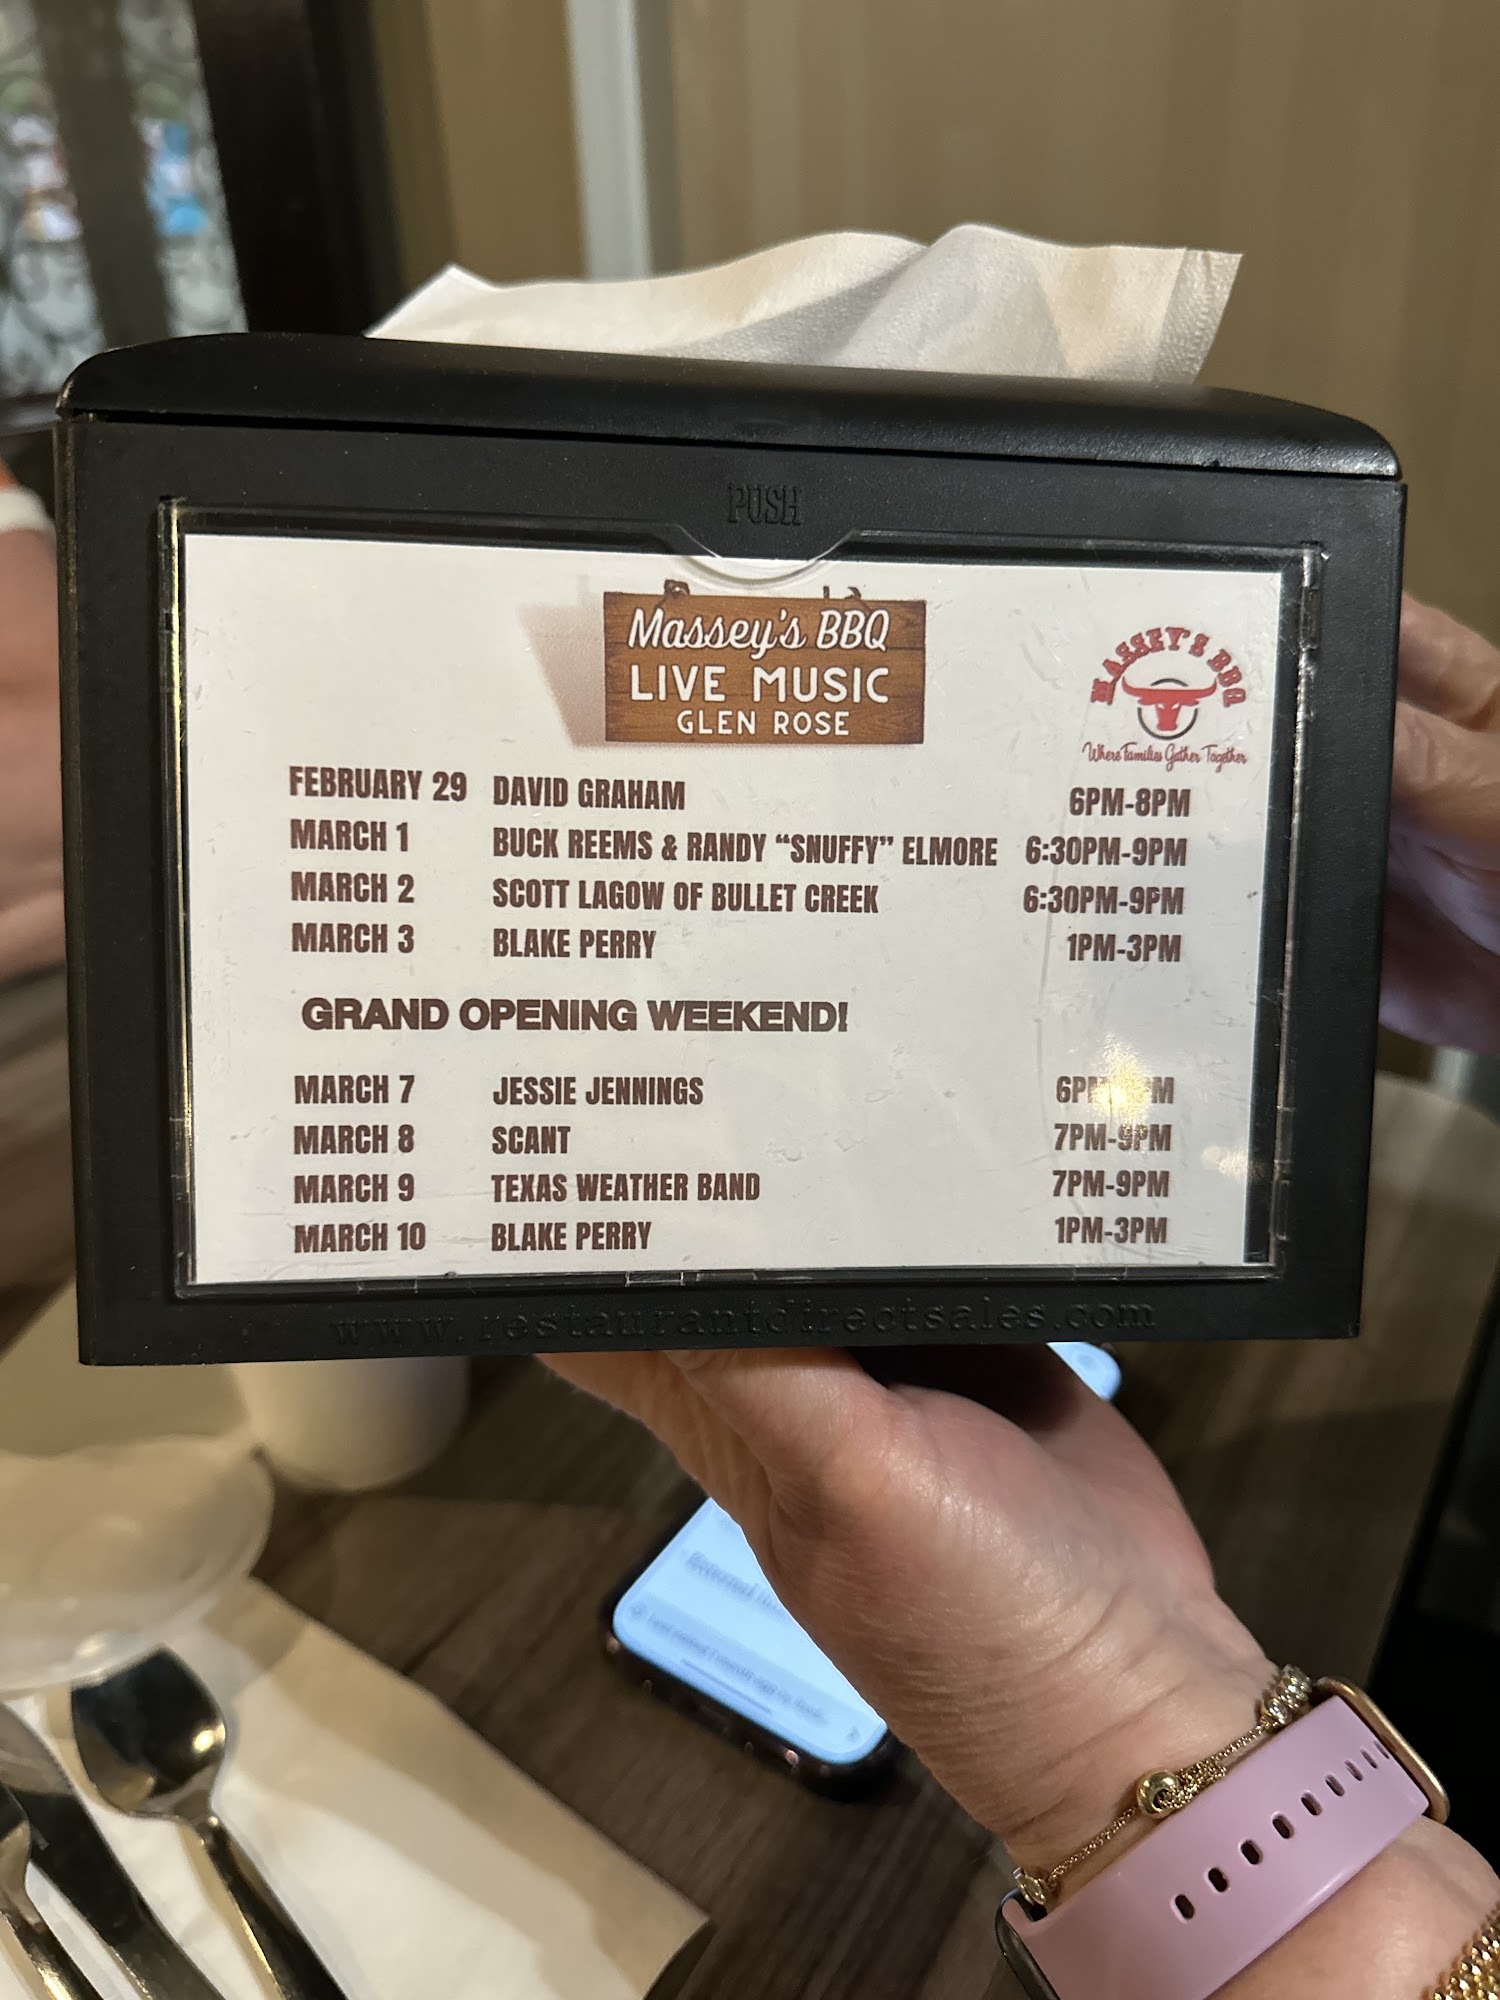 PUSH
Massey's BBQ
LIVE MUSIC
GLEN ROSE
MASSEY'S BBQ
Where Families Gather Together
FEBRUARY 29 DAVID GRAHAM 6PM-8PM
MARCH 1 BUCK REEMS & RANDY “SNUFFY” ELMORE 6:30PM-9PM
MARCH 2 SCOTT LAGOW OF BULLET CREEK 6:30PM-9PM
MARCH 3 BLAKE PERRY 1PM-3PM
GRAND OPENING WEEKEND!
MARCH 7 JESSIE JENNINGS
MARCH 8 SCANT 7PM-9PM
MARCH 9 TEXAS WEATHER BAND 7PM-9PM
MARCH 10 BLAKE PERRY 1PM-3PM
www.restaurantdirectsales.com